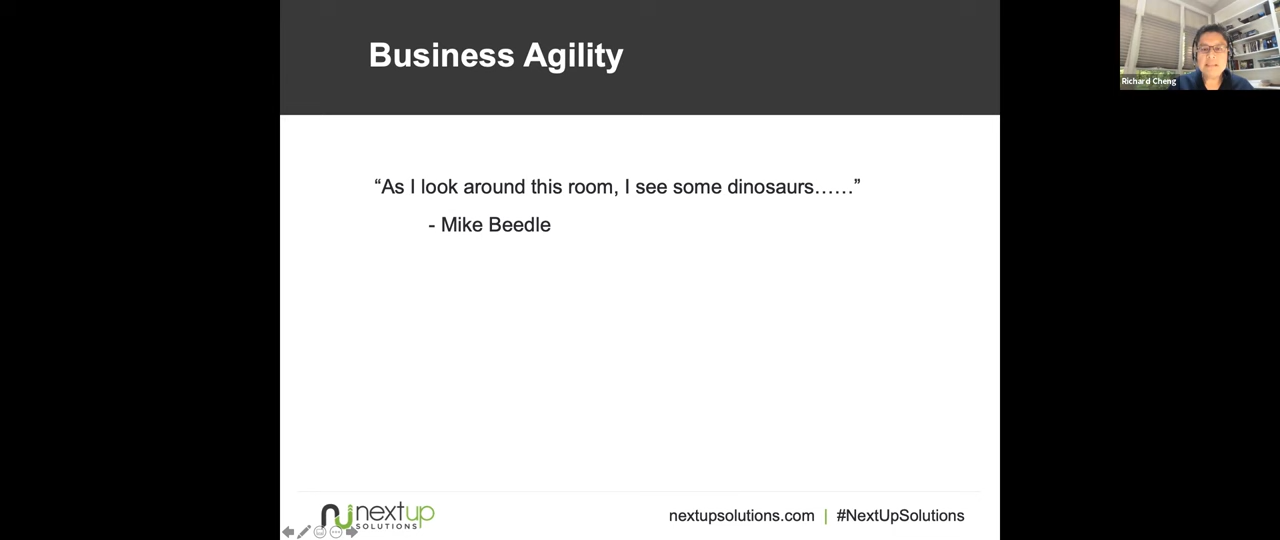 Business Agility
Richard Cheng
“As I look around this room, I see some dinosaurs……”
- Mike Beedle
nextup
SOLUTIONS
nextupsolutions.com | #NextUpSolutions